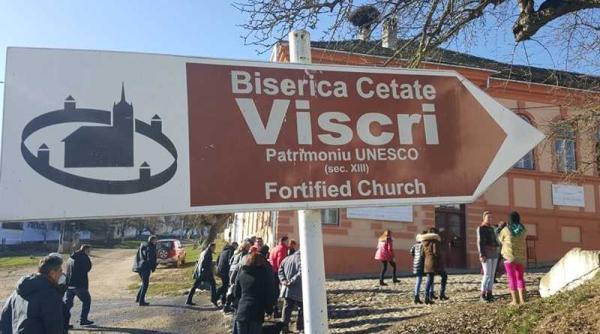 Biserica Cetate
Viscri
Patrimoniu UNESCO
(sec. XIII)
Fortified Church